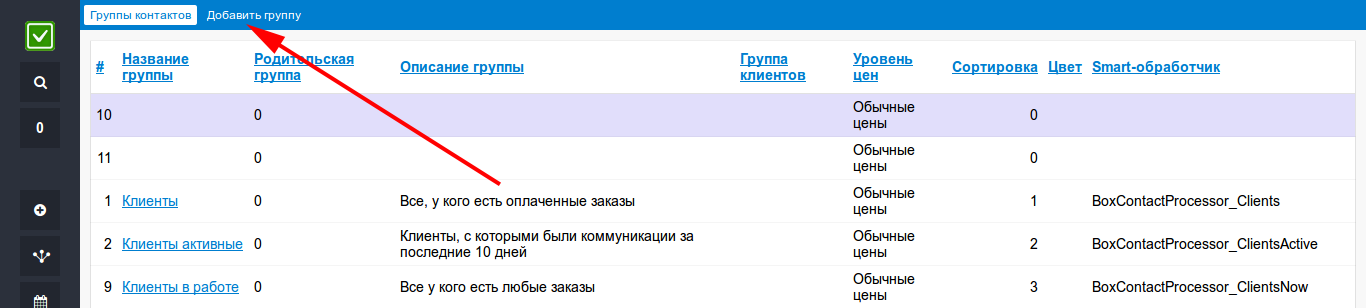 Группы контактов Добавить группу
# Название группы Родительская группа Описание группы Группа клиентов Уровень цен Сортировка Цвет Smart-обработчик
10 0 Обычные цены 0
0
11 0 Обычные цены 0
1 Клиенты 0 Все, у кого есть оплаченные заказы Обычные цены 1 BoxContactProcessor_Clients
2 Клиенты активные 0 Клиенты, с которыми были коммуникации за последние 10 дней Обычные цены 2 BoxContactProcessor_ClientsActive
9 Клиенты в работе 0 Все у кого есть любые заказы Обычные цены 3 BoxContactProcessor_ClientsNow